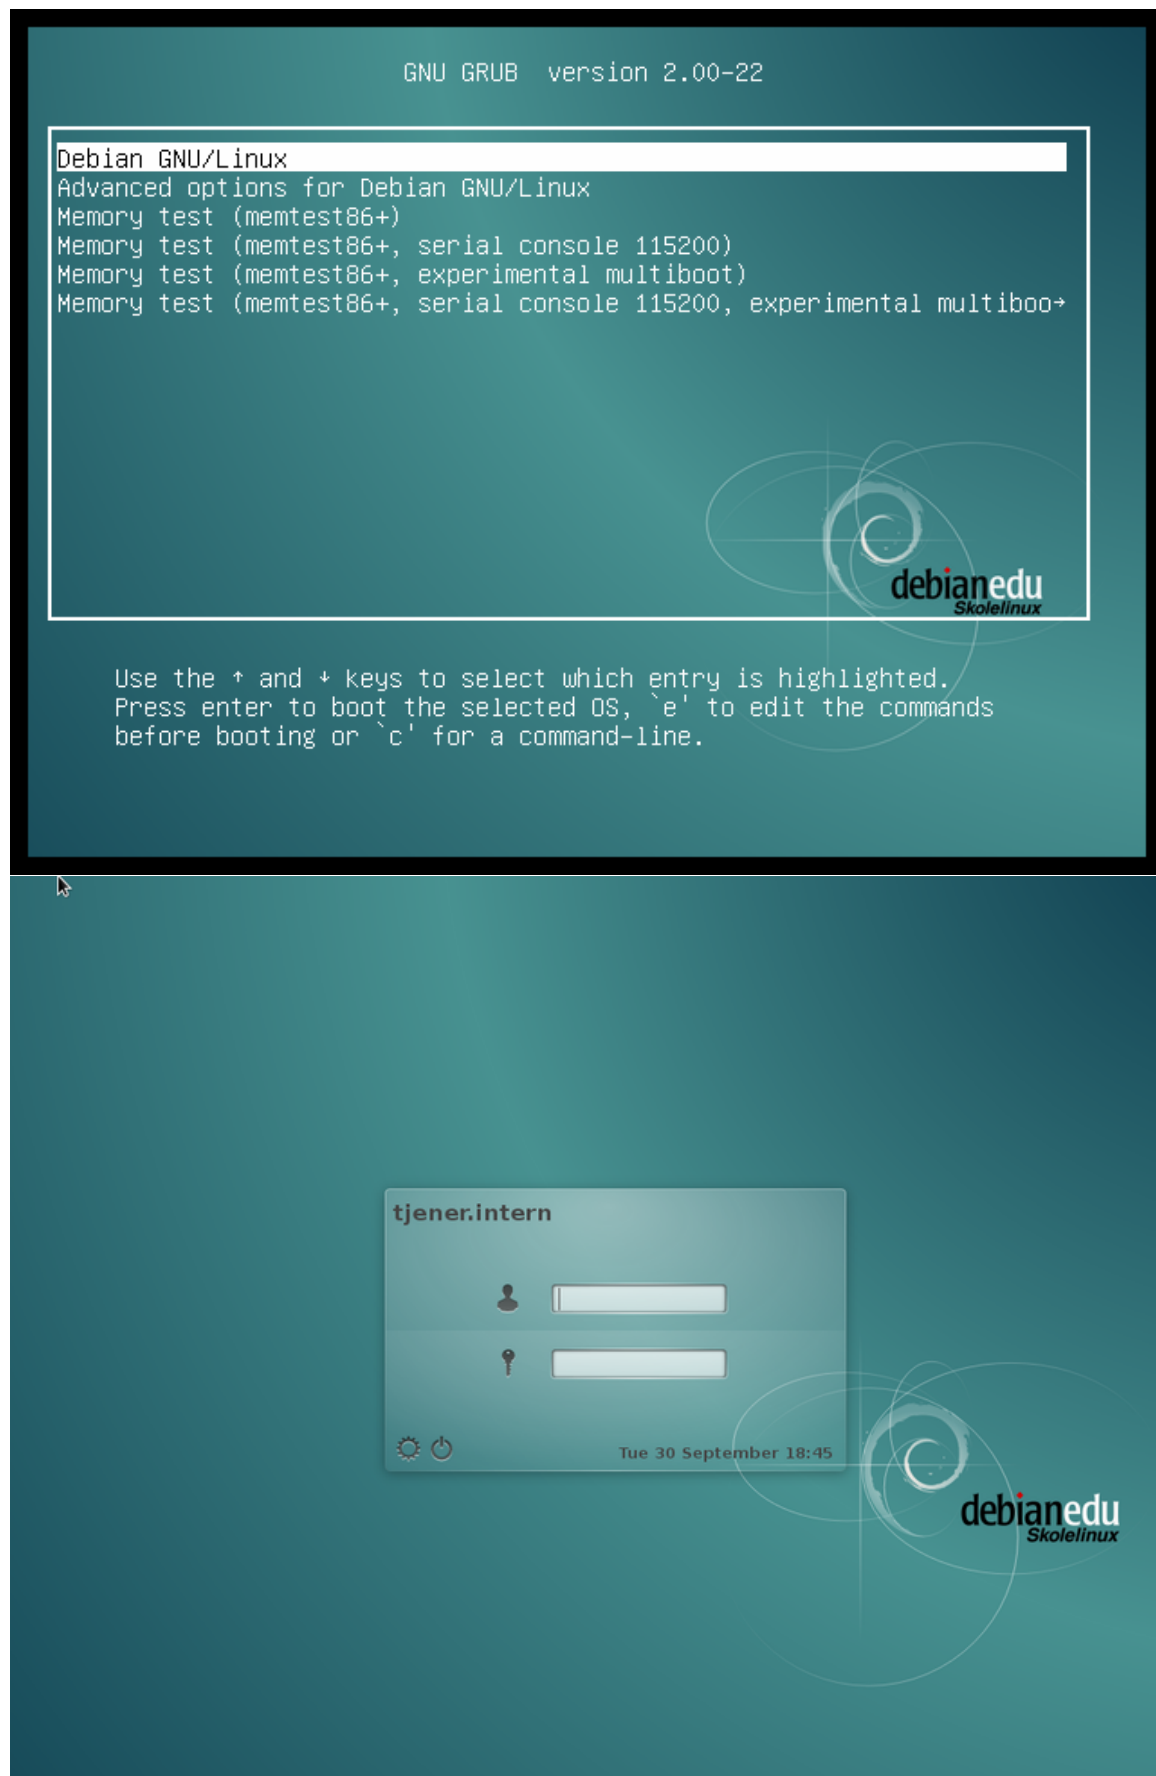 GNU GRUB  version 2.00-22
Debian GNU/Linux
Advanced options for Debian GNU/Linux
Memory test (memtest86+)
Memory test (memtest86+, serial console 115200)
Memory test (memtest86+, experimental multiboot)
Memory test (memtest86+, serial console 115200, experimental multiboo→
debianedu
Skolelinux
Use the ↑ and ↓ keys to select which entry is highlighted.
Press enter to boot the selected OS, `e' to edit the commands
before booting or `c' for a command-line.
tjener.intern
Tue 30 September 18:45
debianedu
Skolelinux